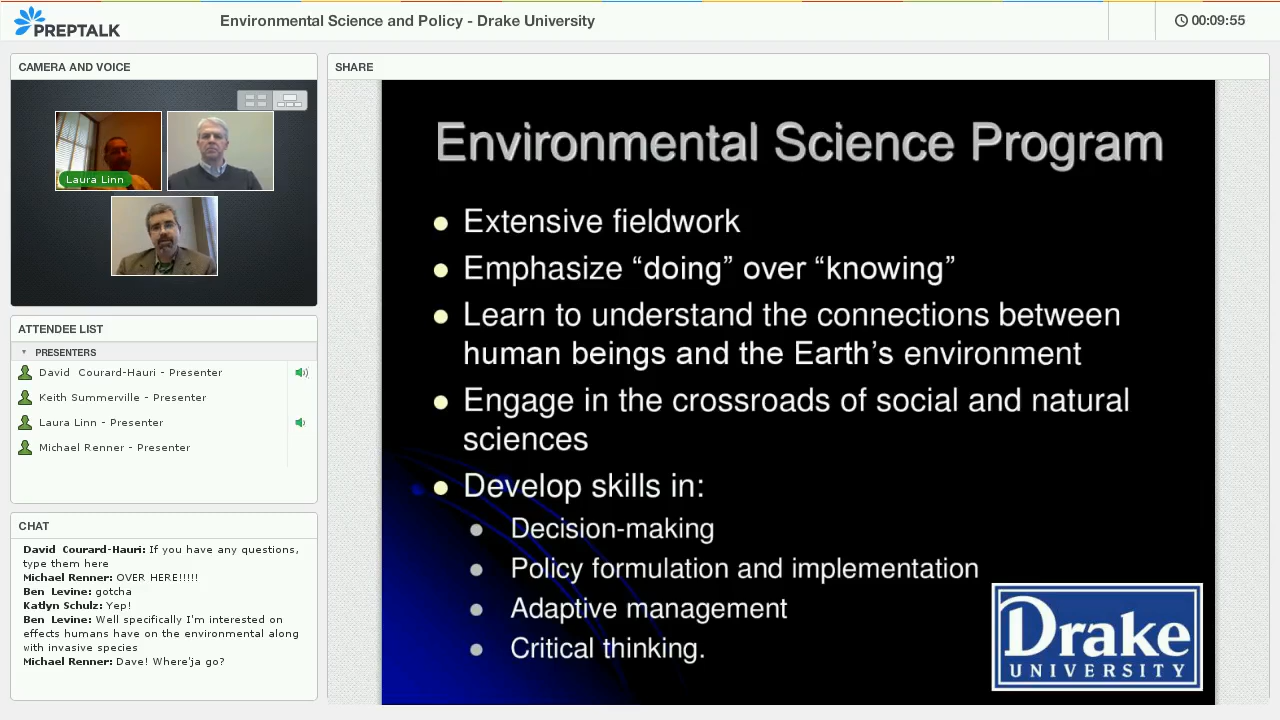 PREPTALK
Environmental Science and Policy - Drake University
00:09:55
CAMERA AND VOICE
Laura Linn
ATTENDEE LIST
PRESENTERS
David Courard-Hauri - Presenter
Keith Summerville - Presenter
Laura Linn - Presenter
Michael Renner - Presenter
CHAT
David Courard-Hauri: If you have any questions,
type them here
Michael Renner: OVER HERE!!!!!
Ben Levine: gotcha
Katlyn Schulz: Yep!
Ben Levine: Well specifically I'm interested on
effects humans have on the environmental along
with invasive species
Michael Renner: Dave! Where'ja go?
SHARE
Environmental Science Program
Extensive fieldwork
Emphasize “doing” over “knowing”
Learn to understand the connections between
human beings and the Earth’s environment
Engage in the crossroads of social and natural
sciences
Develop skills in:
Decision-making
Policy formulation and implementation
Adaptive management
Critical thinking.
Drake
UNIVERSITY